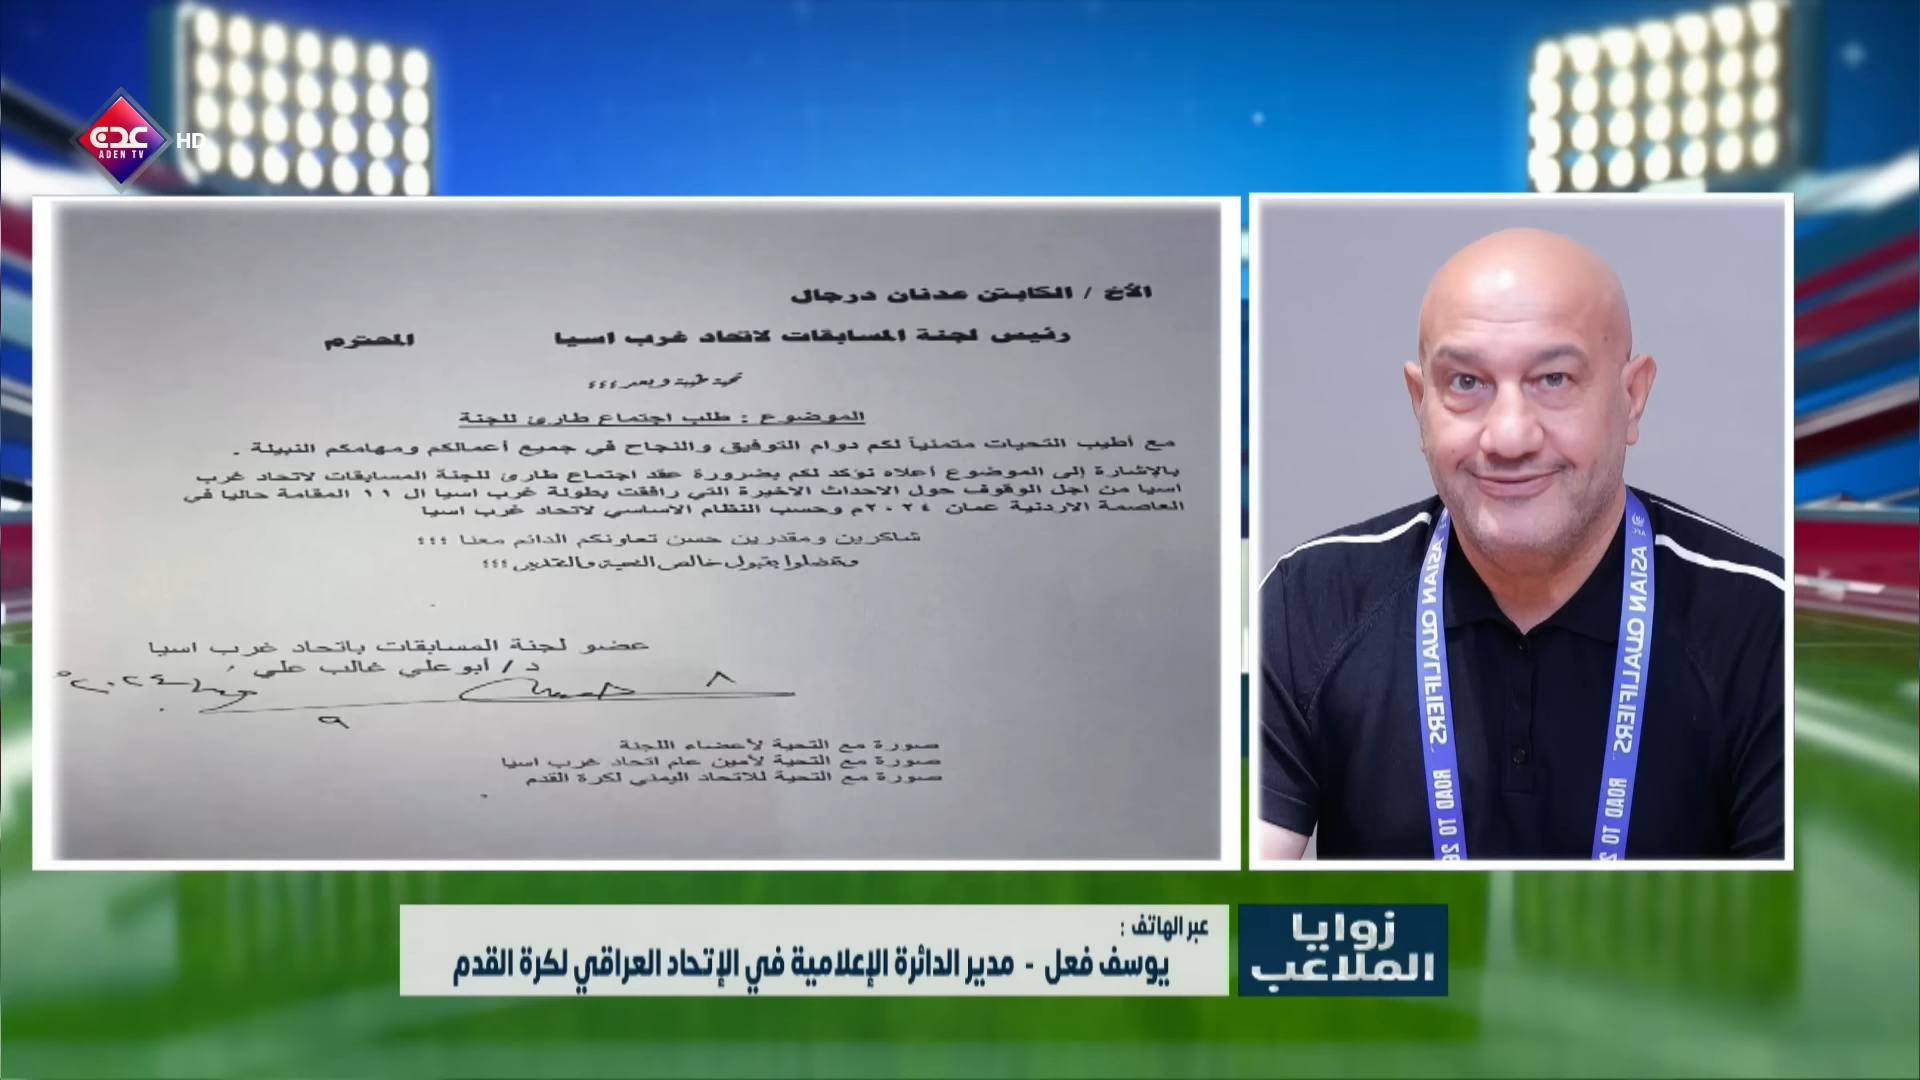 عدن
ADEN TV
HD
الأخ / الكابتن عدنان درجال
رئيس لجنة المسابقات لاتحاد غرب اسيا المحترم
تحية طيبة وبعد ،،،
الموضوع : طلب اجتماع طارئ للجنة
مع أطيب التحيات متمنياً لكم دوام التوفيق والنجاح في جميع أعمالكم ومهامكم النبيلة .
بالإشارة إلى الموضوع أعلاه نؤكد لكم بضرورة عقد اجتماع طارئ للجنة المسابقات لاتحاد غرب
اسيا من اجل الوقوف حول الاحداث الاخيرة التي رافقت بطولة غرب اسيا ال ١١ المقامة حاليا في
العاصمة الاردنية عمان ٢٠٢٤م وحسب النظام الاساسي لاتحاد غرب اسيا
شاكرين ومقدرين حسن تعاونكم الدائم معنا ،،،
وتفضلوا بقبول خالص التحية والتقدير ،،،
عضو لجنة المسابقات باتحاد غرب اسيا
د / أبو علي غالب علي
صورة مع التحية لأعضاء اللجنة
صورة مع التحية لأمين عام اتحاد غرب اسيا
صورة مع التحية للاتحاد اليمني لكرة القدم
ASIAN QUALIFIERS ROAD TO 26
ASIAN QUALIFIERS ROAD TO 2
زوايا
الملاعب
عبر الهاتف :
يوسف فعل - مدير الدائرة الإعلامية في الإتحاد العراقي لكرة القدم